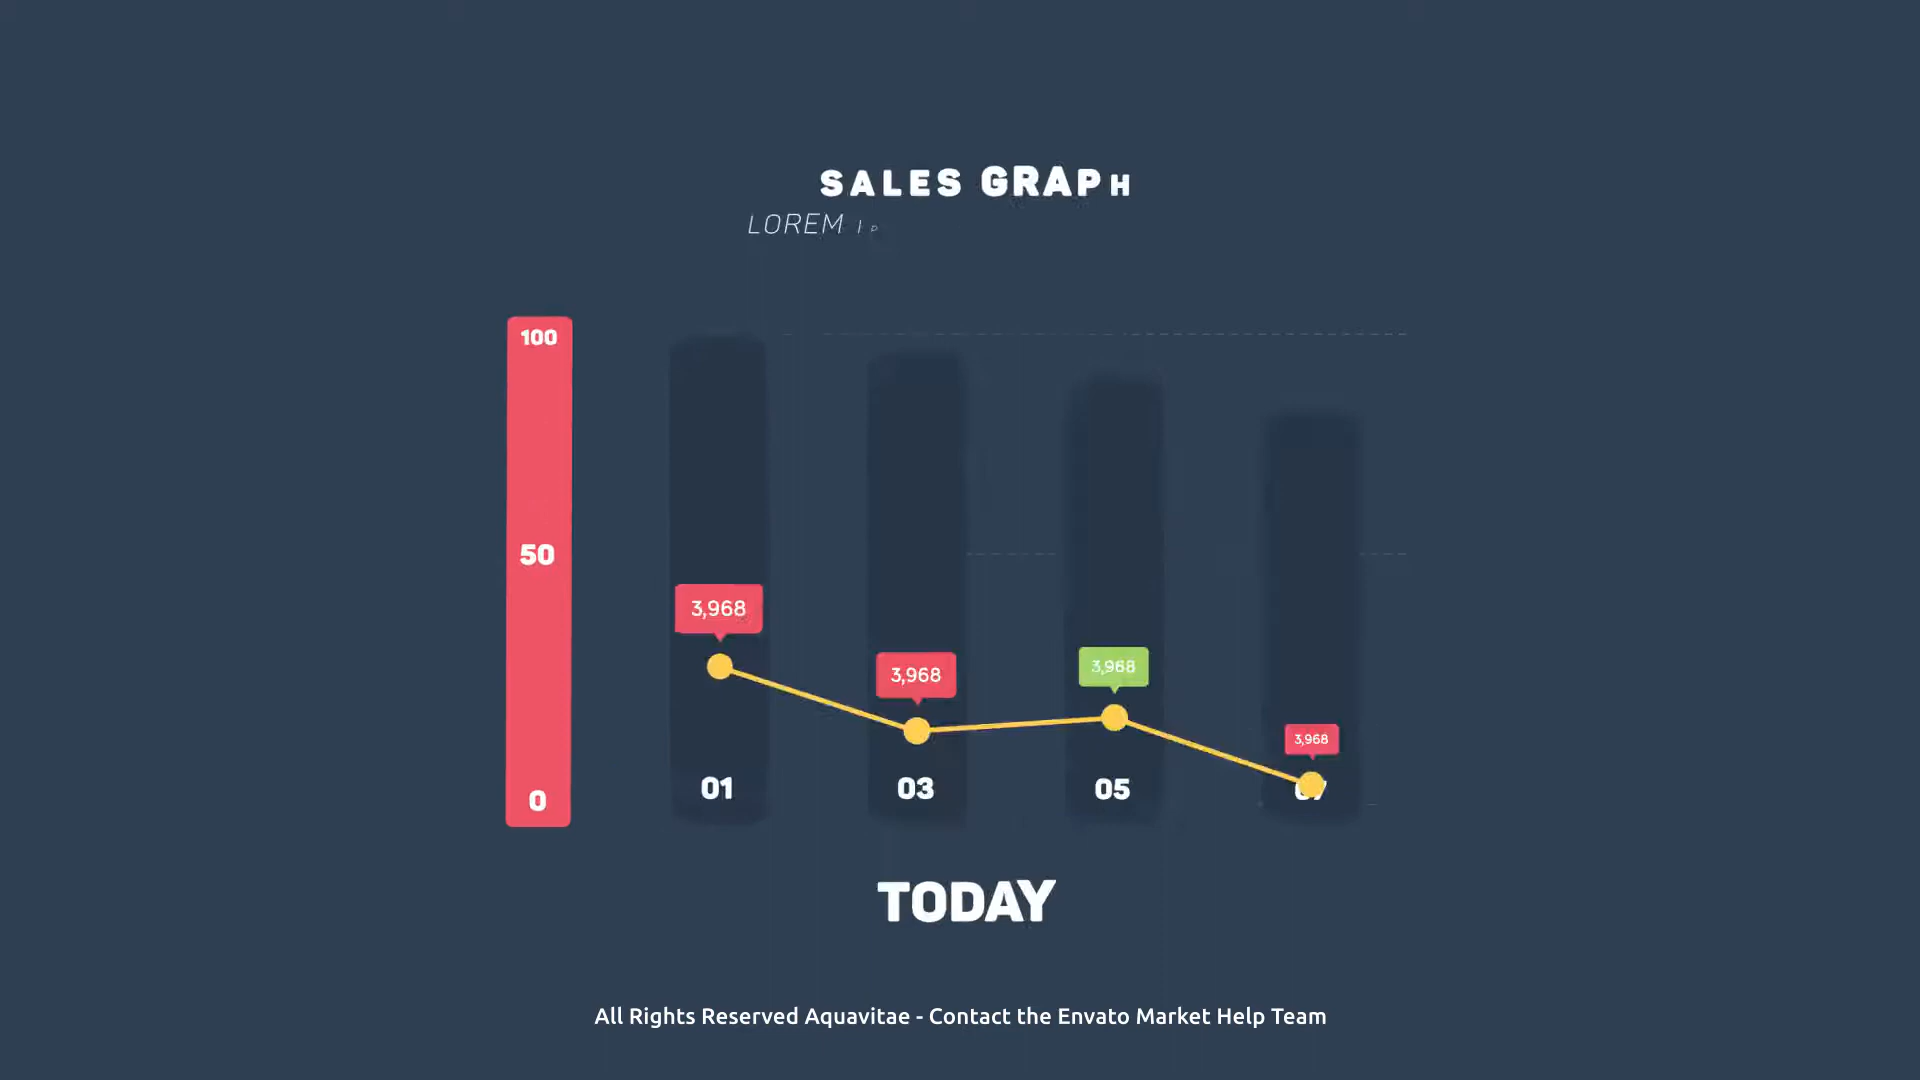 SALES GRAPH
LOREM IP
100
50
0
3,968
3,968
3,968
3,968
01
03
05
TODAY
All Rights Reserved Aquavitae - Contact the Envato Market Help Team